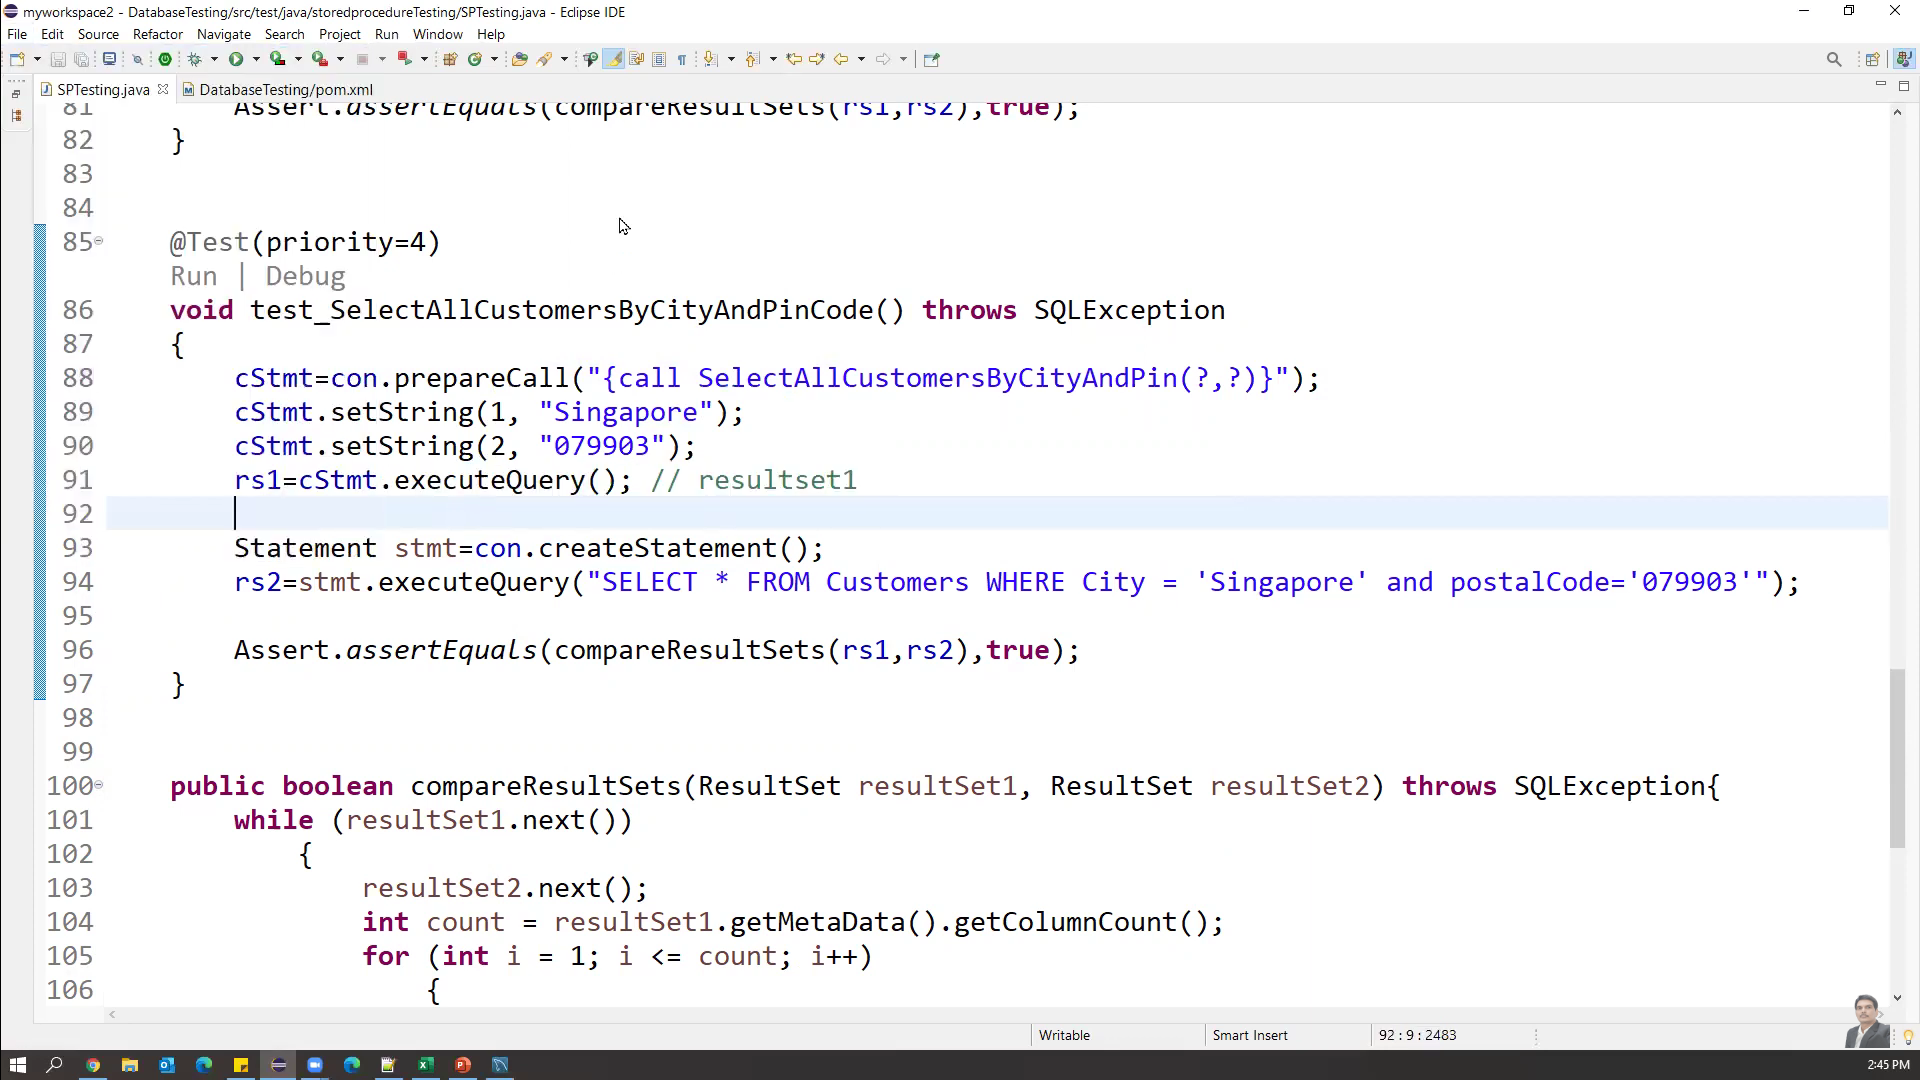 myworkspace2 - DatabaseTesting/src/test/java/storedprocedureTesting/SPTesting.java - Eclipse IDE
File Edit Source Refactor Navigate Search Project Run Window Help
SPTesting.java DatabaseTesting/pom.xml
81 Assert.assertEquals(compareResultSets(rs1,rs2),true);
82 }
83
84
85 @Test(priority=4)
Run | Debug
86 void test_SelectAllCustomersByCityAndPinCode() throws SQLException
87 {
88 cStmt=con.prepareCall("{call SelectAllCustomersByCityAndPin(?,?)}");
89 cStmt.setString(1, "Singapore");
90 cStmt.setString(2, "079903");
91 rs1=cStmt.executeQuery(); // resultset1
92
93 Statement stmt=con.createStatement();
94 rs2=stmt.executeQuery("SELECT * FROM Customers WHERE City = 'Singapore' and postalCode='079903'");
95
96 Assert.assertEquals(compareResultSets(rs1,rs2),true);
97 }
98
99
100 public boolean compareResultSets(ResultSet resultSet1, ResultSet resultSet2) throws SQLException{
101 while (resultSet1.next())
102 {
103 resultSet2.next();
104 int count = resultSet1.getMetaData().getColumnCount();
105 for (int i = 1; i <= count; i++)
106 {
Writable Smart Insert 92 : 9 : 2483
2:45 PM